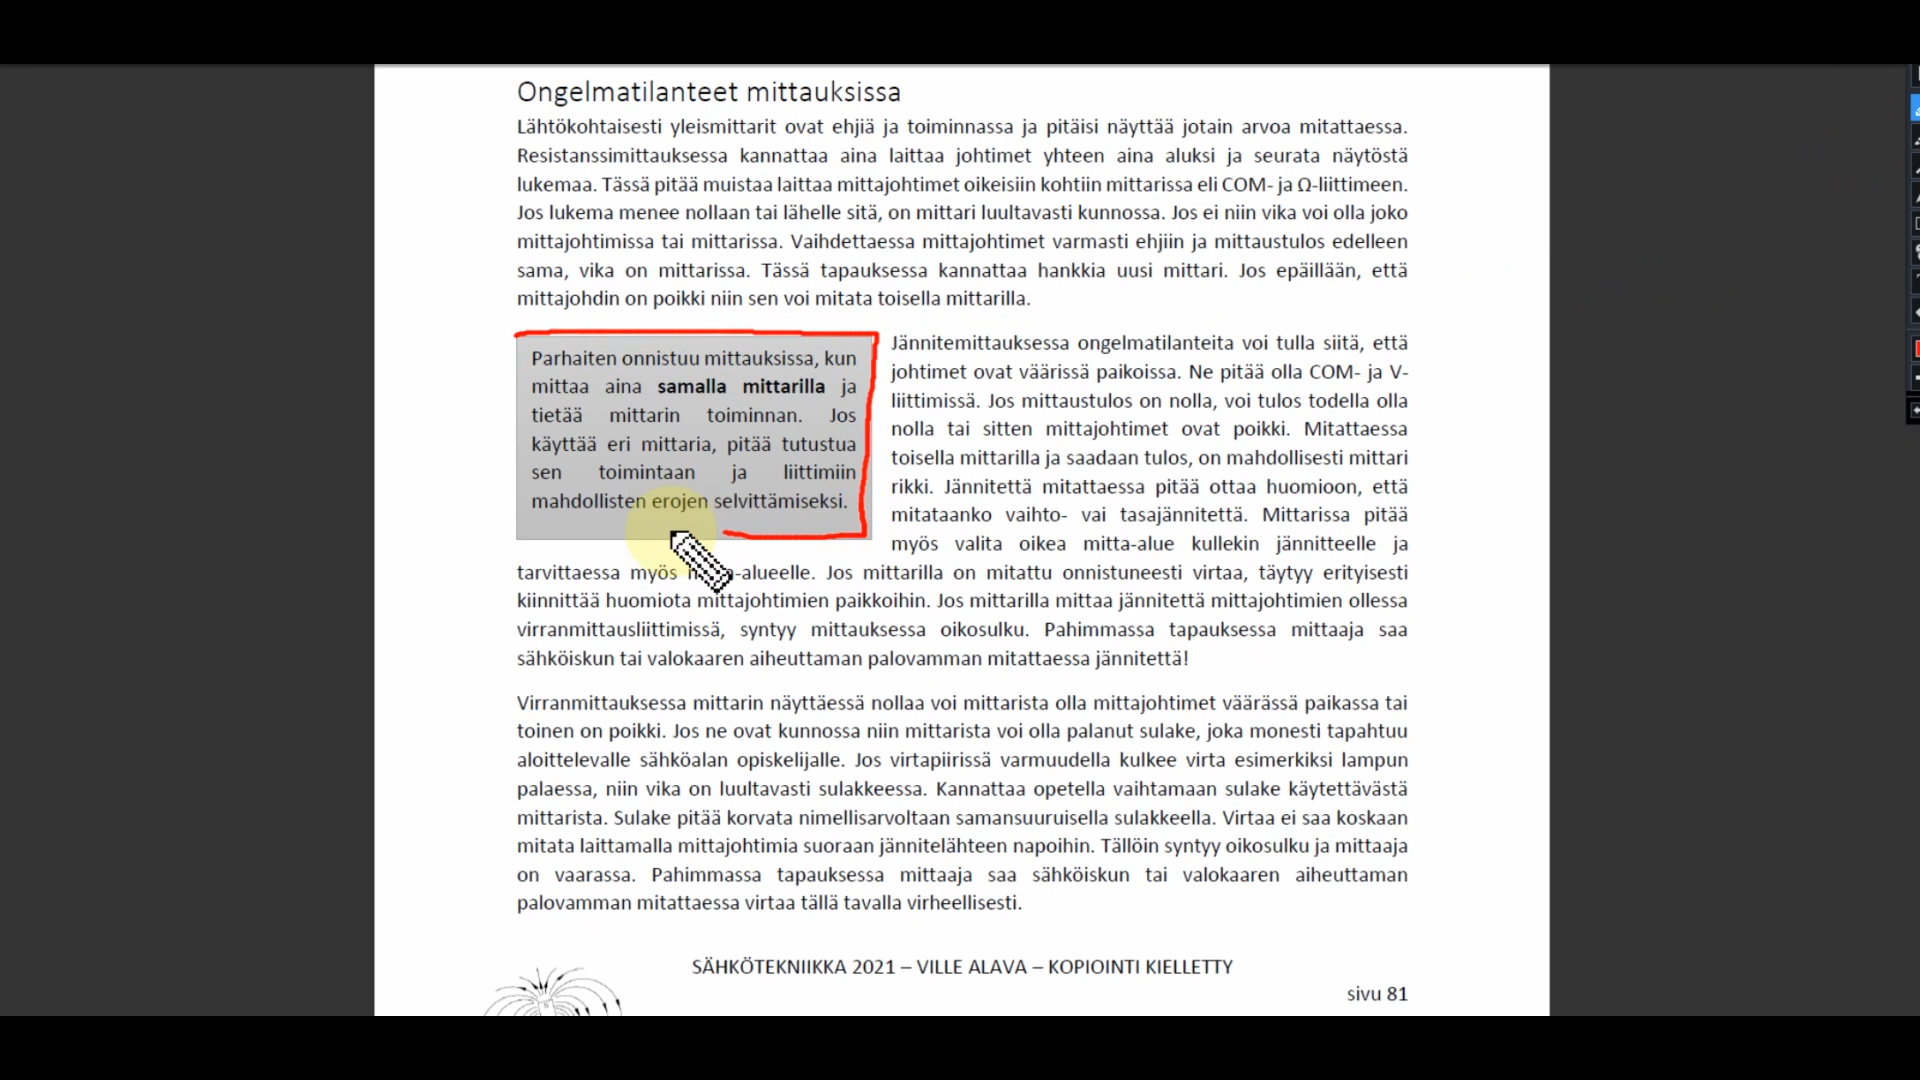 Ongelmatilanteet mittauksissa
Lähtökohtaisesti yleismittarit ovat ehjiä ja toiminnassa ja pitäisi näyttää jotain arvoa mitattaessa.
Resistanssimittauksessa kannattaa aina laittaa johtimet yhteen aina aluksi ja seurata näytöstä
lukemaa. Tässä pitää muistaa laittaa mittajohtimet oikeisiin kohtiin mittarissa eli COM- ja Ω-liittimeen.
Jos lukema menee nollaan tai lähelle sitä, on mittari luultavasti kunnossa. Jos ei niin vika voi olla joko
mittajohtimissa tai mittarissa. Vaihdettaessa mittajohtimet varmasti ehjiin ja mittaustulos edelleen
sama, vika on mittarissa. Tässä tapauksessa kannattaa hankkia uusi mittari. Jos epäillään, että
mittajohdin on poikki niin sen voi mitata toisella mittarilla.
Parhaiten onnistuu mittauksissa, kun
mittaa aina samalla mittarilla ja
tietää mittarin toiminnan. Jos
käyttää eri mittaria, pitää tutustua
sen toimintaan ja liittimiin
mahdollisten erojen selvittämiseksi.
Jännitemittauksessa ongelmatilanteita voi tulla siitä, että
johtimet ovat väärissä paikoissa. Ne pitää olla COM- ja V-
liittimissä. Jos mittaustulos on nolla, voi tulos todella olla
nolla tai sitten mittajohtimet ovat poikki. Mitattaessa
toisella mittarilla ja saadaan tulos, on mahdollisesti mittari
rikki. Jännitettä mitattaessa pitää ottaa huomioon, että
mitataanko vaihto- vai tasajännitettä. Mittarissa pitää
myös valita oikea mitta-alue kullekin jännitteelle ja
tarvittaessa myös -alueelle. Jos mittarilla on mitattu onnistuneesti virtaa, täytyy erityisesti
kiinnittää huomiota mittajohtimien paikkoihin. Jos mittarilla mittaa jännitettä mittajohtimien ollessa
virranmittausliittimissä, syntyy mittauksessa oikosulku. Pahimmassa tapauksessa mittaaja saa
sähköiskun tai valokaaren aiheuttaman palovamman mitattaessa jännitettä!
Virranmittauksessa mittarin näyttäessä nollaa voi mittarista olla mittajohtimet väärässä paikassa tai
toinen on poikki. Jos ne ovat kunnossa niin mittarista voi olla palanut sulake, joka monesti tapahtuu
aloittelevalle sähköalan opiskelijalle. Jos virtapiirissä varmuudella kulkee virta esimerkiksi lampun
palaessa, niin vika on luultavasti sulakkeessa. Kannattaa opetella vaihtamaan sulake käytettävästä
mittarista. Sulake pitää korvata nimellisarvoltaan samansuuruisella sulakkeella. Virtaa ei saa koskaan
mitata laittamalla mittajohtimia suoraan jännitelähteen napoihin. Tällöin syntyy oikosulku ja mittaaja
on vaarassa. Pahimmassa tapauksessa mittaaja saa sähköiskun tai valokaaren aiheuttaman
palovamman mitattaessa virtaa tällä tavalla virheellisesti.
SÄHKÖTEKNIIKKA 2021 – VILLE ALAVA – KOPIOINTI KIELLETTY
sivu 81